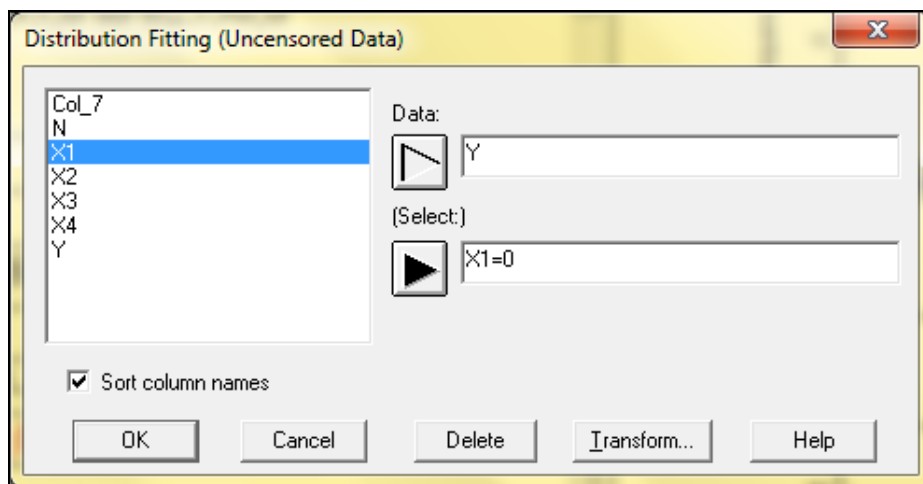 Distribution Fitting (Uncensored Data)
Col_7
N
X1
X2
X3
X4
Y
Data:
Y
(Select:)
X1=0
Sort column names
OK
Cancel
Delete
Transform...
Help